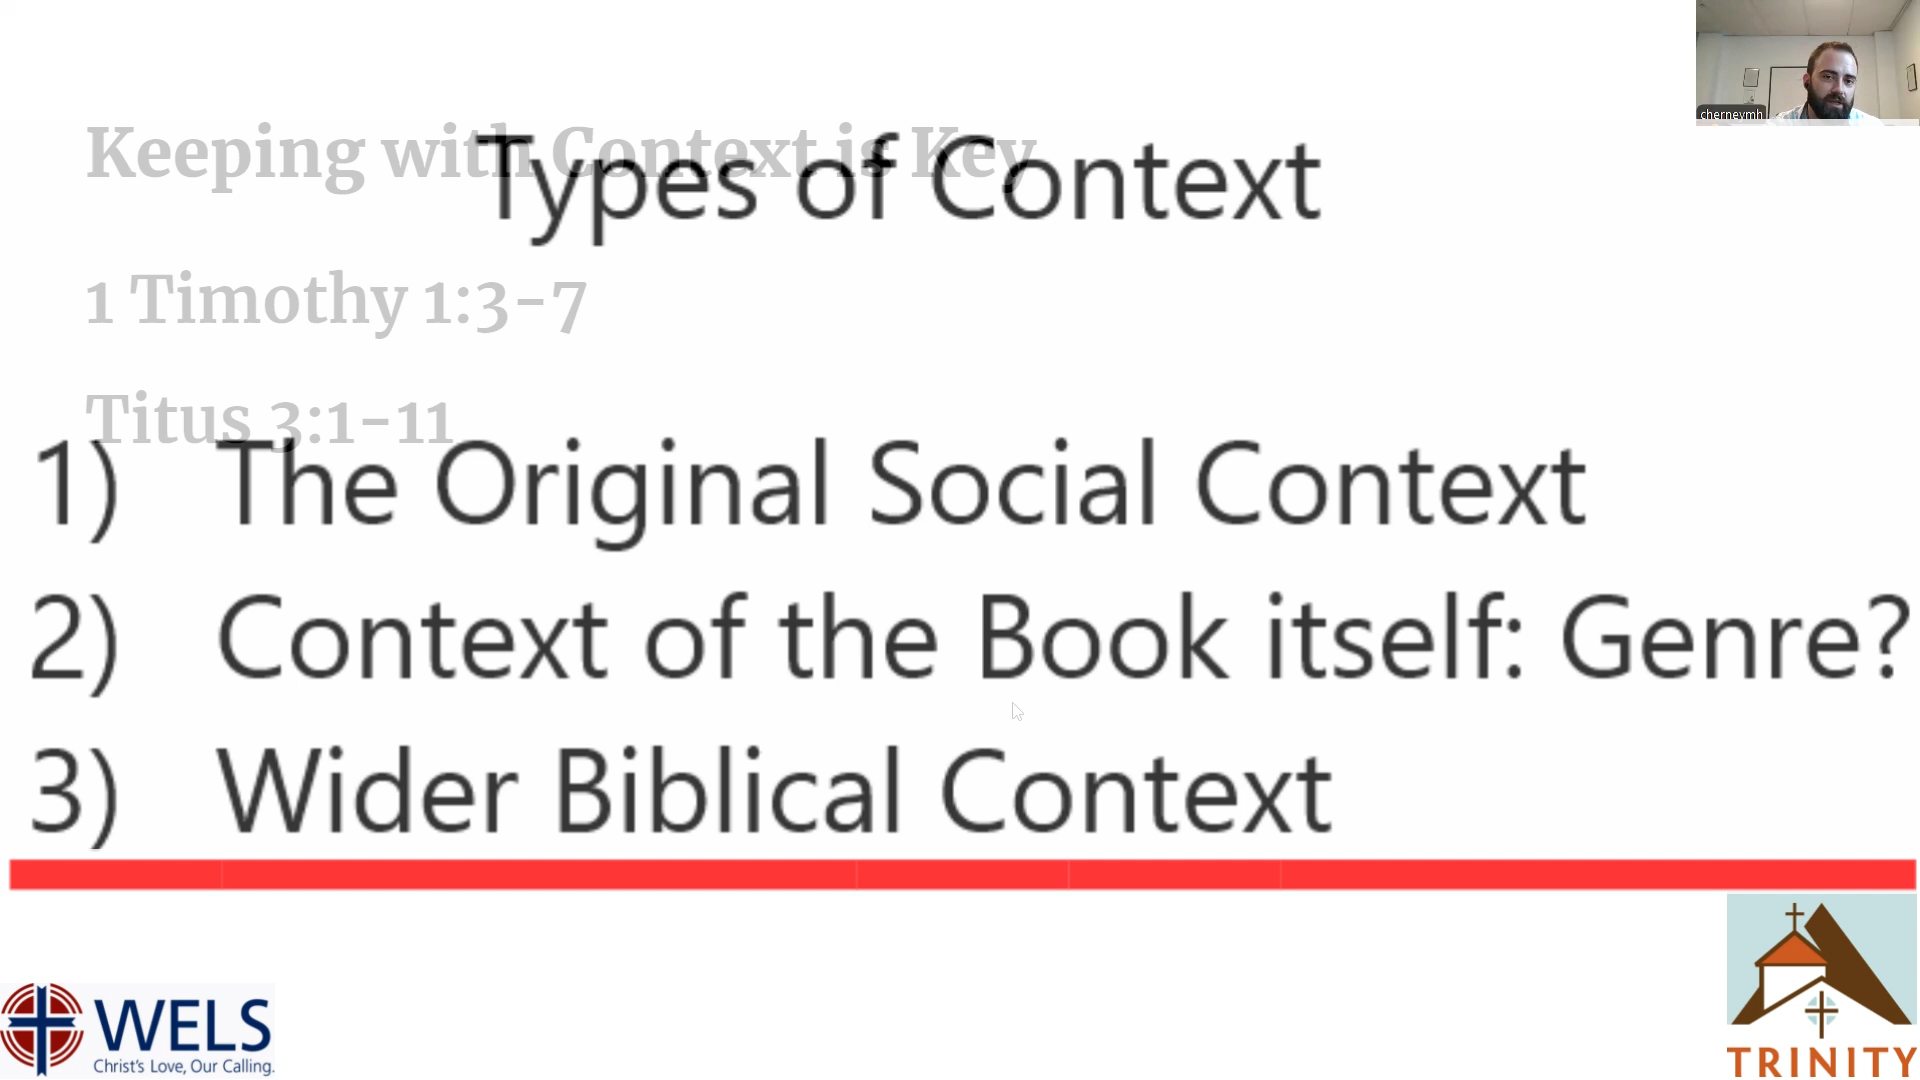 cherneymh
Keeping with Context is Key
Types of Context
1 Timothy 1:3-7
Titus 3:1-11
1) The Original Social Context
2) Context of the Book itself: Genre?
3) Wider Biblical Context
WELS
Christ's Love, Our Calling.
TRINITY